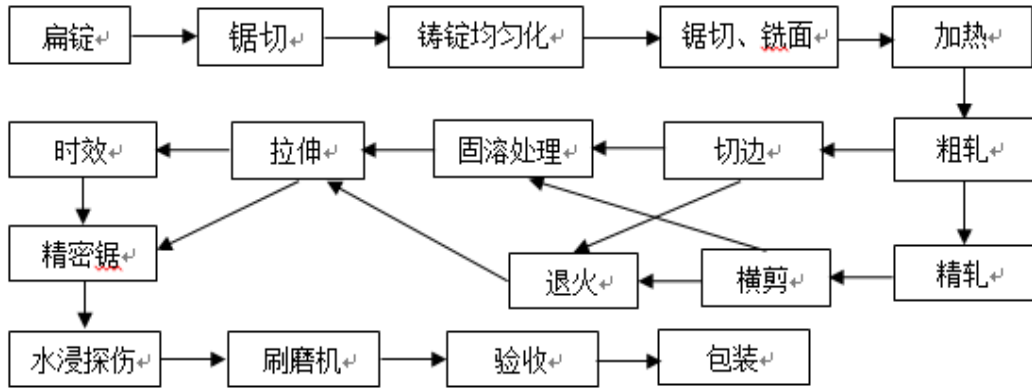 扁锭 锯切 铸锭均匀化 锯切、铣面 加热
时效 拉伸 固溶处理 切边 粗轧
精密锯 退火 横剪 精轧
水浸探伤 刷磨机 验收 包装